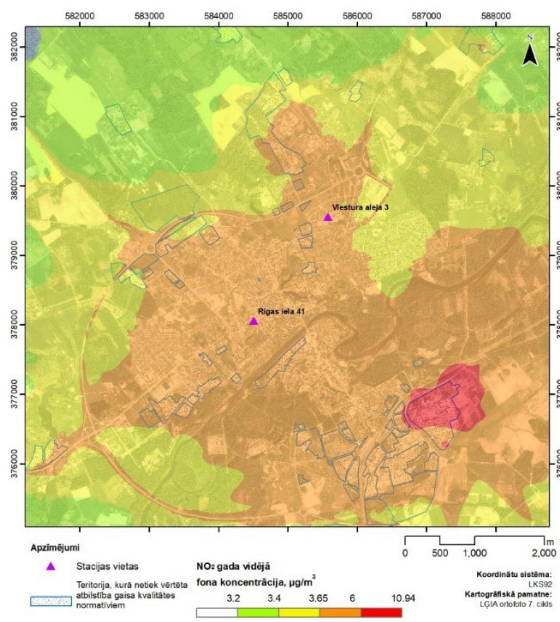 582000 583000 584000 585000 586000 587000 588000
382000
381000
380000
379000
378000
377000
376000
S
Viestura aleja 3
Rīgas iela 41
Apzīmējumi
Stacijas vietas
Teritorija, kurā netiek vērtēta
atbilstība gaisa kvalitātes
normatīviem
NO₂ gada vidējā
fona koncentrācija, µg/m³
3.2 3.4 3.65 6 10.94
m
0 500 1,000 2,000
Koordinātu sistēma:
LKS92
Kartogrāfiskā pamatne:
LĢIA ortofoto 7. cikls